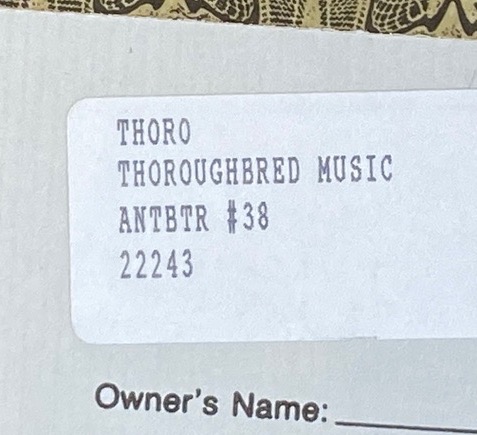 THORO
THOROUGHBRED MUSIC
ANTBTR #38
22243
Owner's Name: